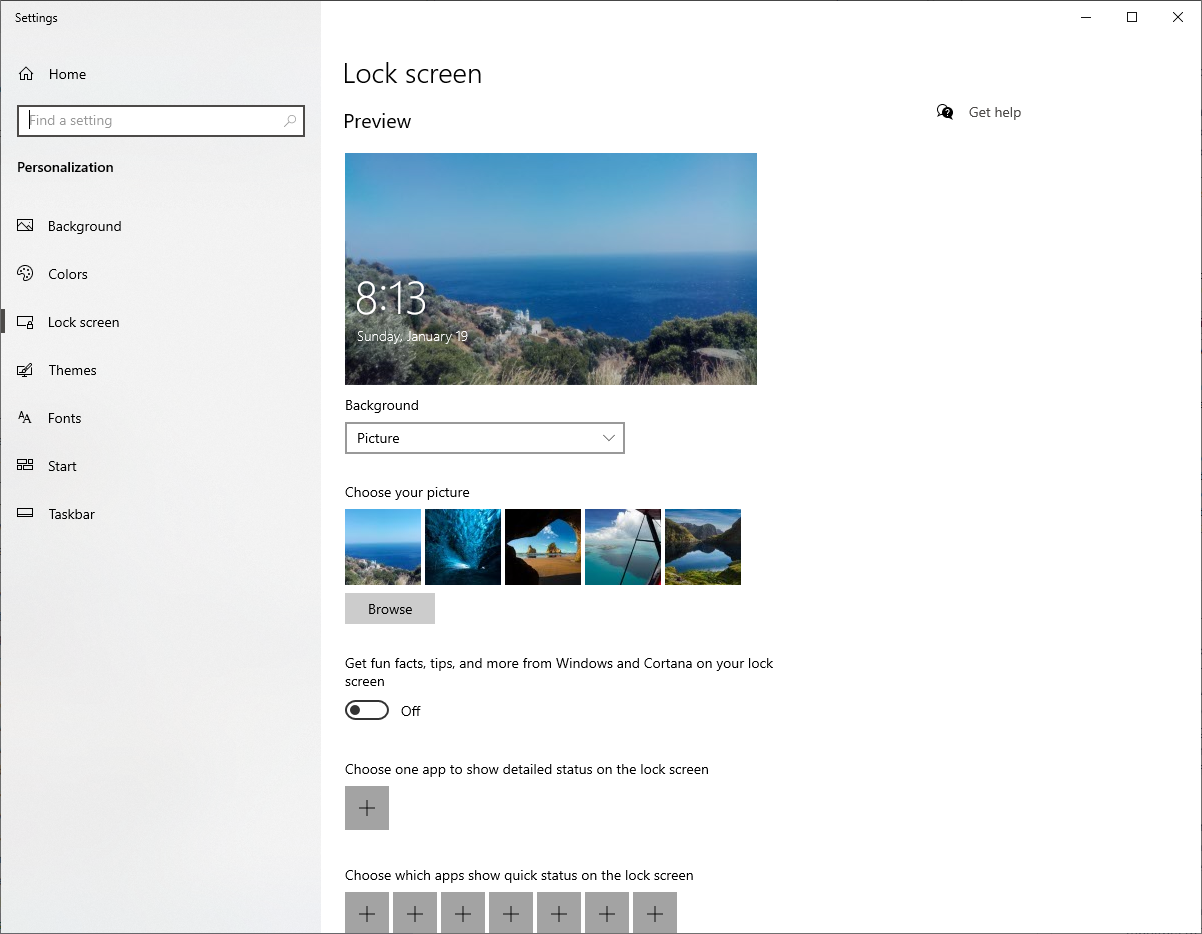 Settings
Home
Find a setting
Personalization
Background
Colors
Lock screen
Themes
Fonts
Start
Taskbar
Lock screen
Preview
Get help
8:13
Sunday, January 19
Background
Picture
Choose your picture
Browse
Get fun facts, tips, and more from Windows and Cortana on your lock
screen
Off
Choose one app to show detailed status on the lock screen
Choose which apps show quick status on the lock screen